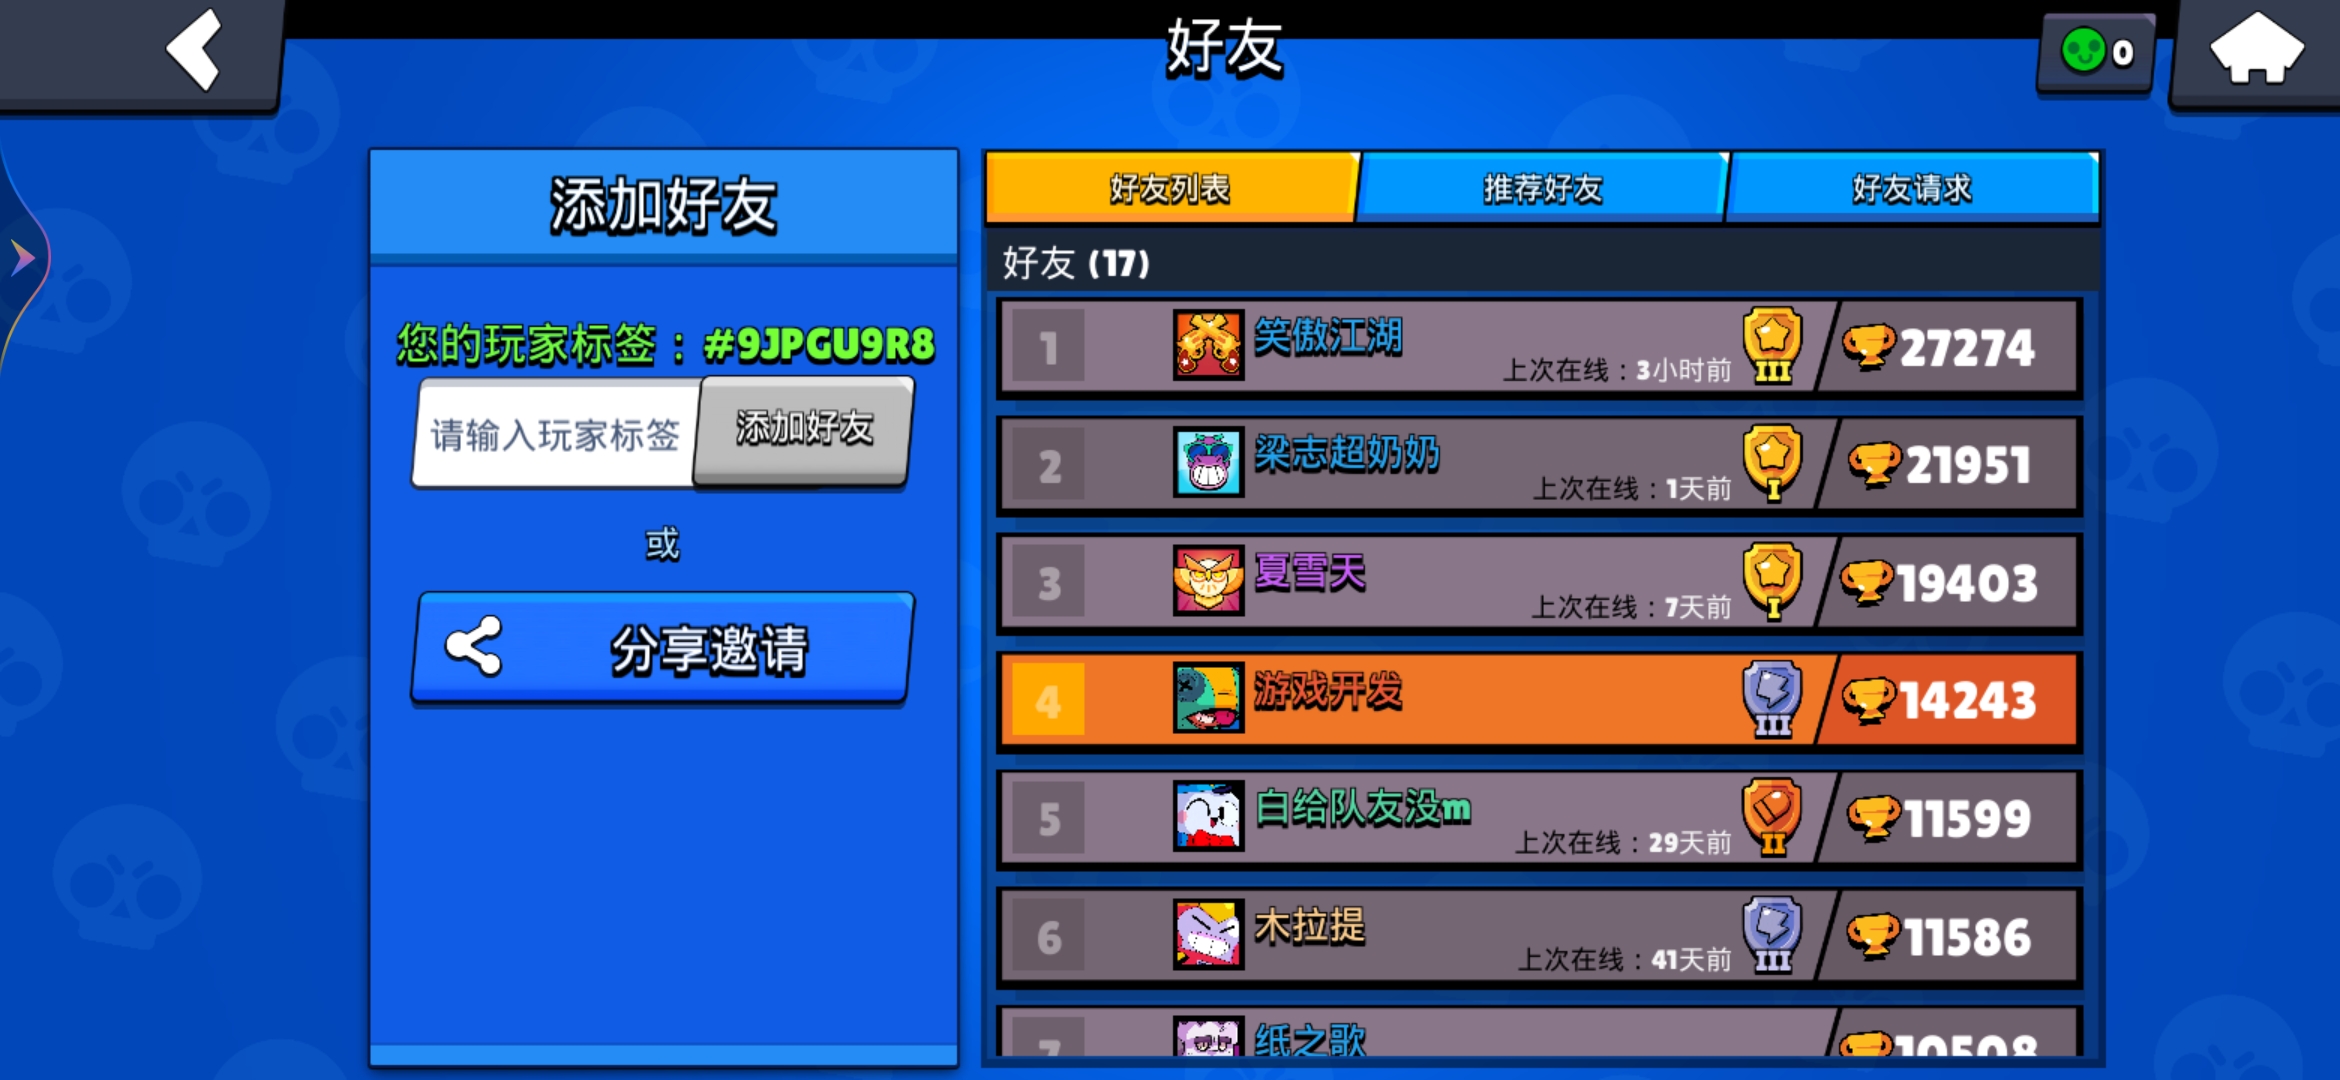 好友
0
添加好友
您的玩家标签：#9JPGU9R8
请输入玩家标签
添加好友
或
分享邀请
好友列表
推荐好友
好友请求
好友 (17)
1 笑傲江湖 上次在线：3小时前 III 27274
2 梁志超奶奶 上次在线：1天前 I 21951
3 夏雪天 上次在线：7天前 I 19403
4 游戏开发 III 14243
5 白给队友没m 上次在线：29天前 II 11599
6 木拉提 上次在线：41天前 III 11586
7 纸之歌 10508